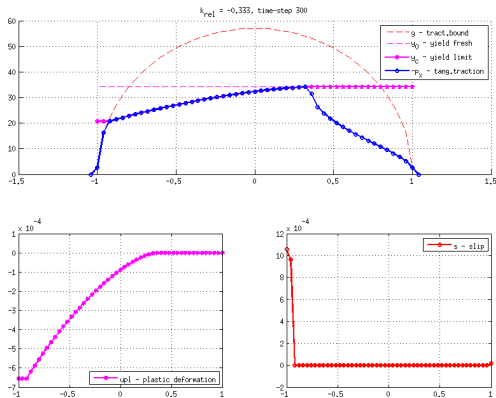 k_rel = -0.333, time-step 300
60
50
40
30
20
10
0
-1.5 -1 -0.5 0 0.5 1 1.5
g - tract.bound
y_0 - yield fresh
y_c - yield limit
-p_x - tang.traction
x 10^-4
1
0
-1
-2
-3
-4
-5
-6
-7
-1 -0.5 0 0.5 1
upl - plastic deformation
x 10^-4
12
10
8
6
4
2
0
-2
-1 -0.5 0 0.5 1
s - slip